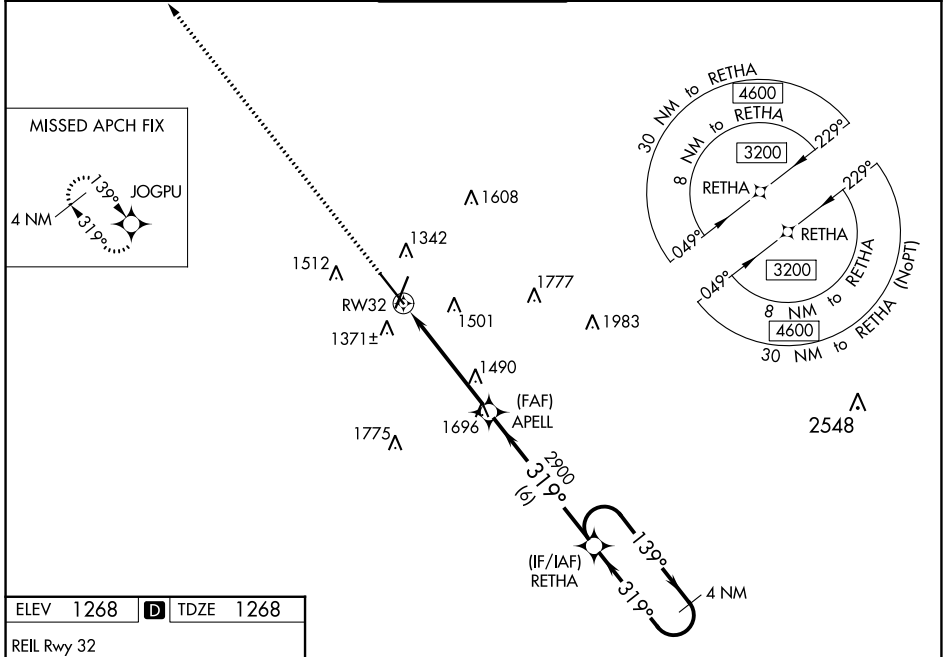 MISSED APCH FIX
139°
JOGPU
4 NM
319°
30 NM to RETHA
4600
8 NM to RETHA
3200
229°
RETHA
049°
229°
RETHA
049°
3200
8 NM to RETHA
4600
30 NM to RETHA (NoPT)
1608
1342
1512
1777
RW32
1501
1983
1371±
1490
(FAF)
APELL
1696
1775
2548
2900
319°
(6)
139°
(IF/IAF)
RETHA
319°
4 NM
ELEV 1268 D TDZE 1268
REIL Rwy 32